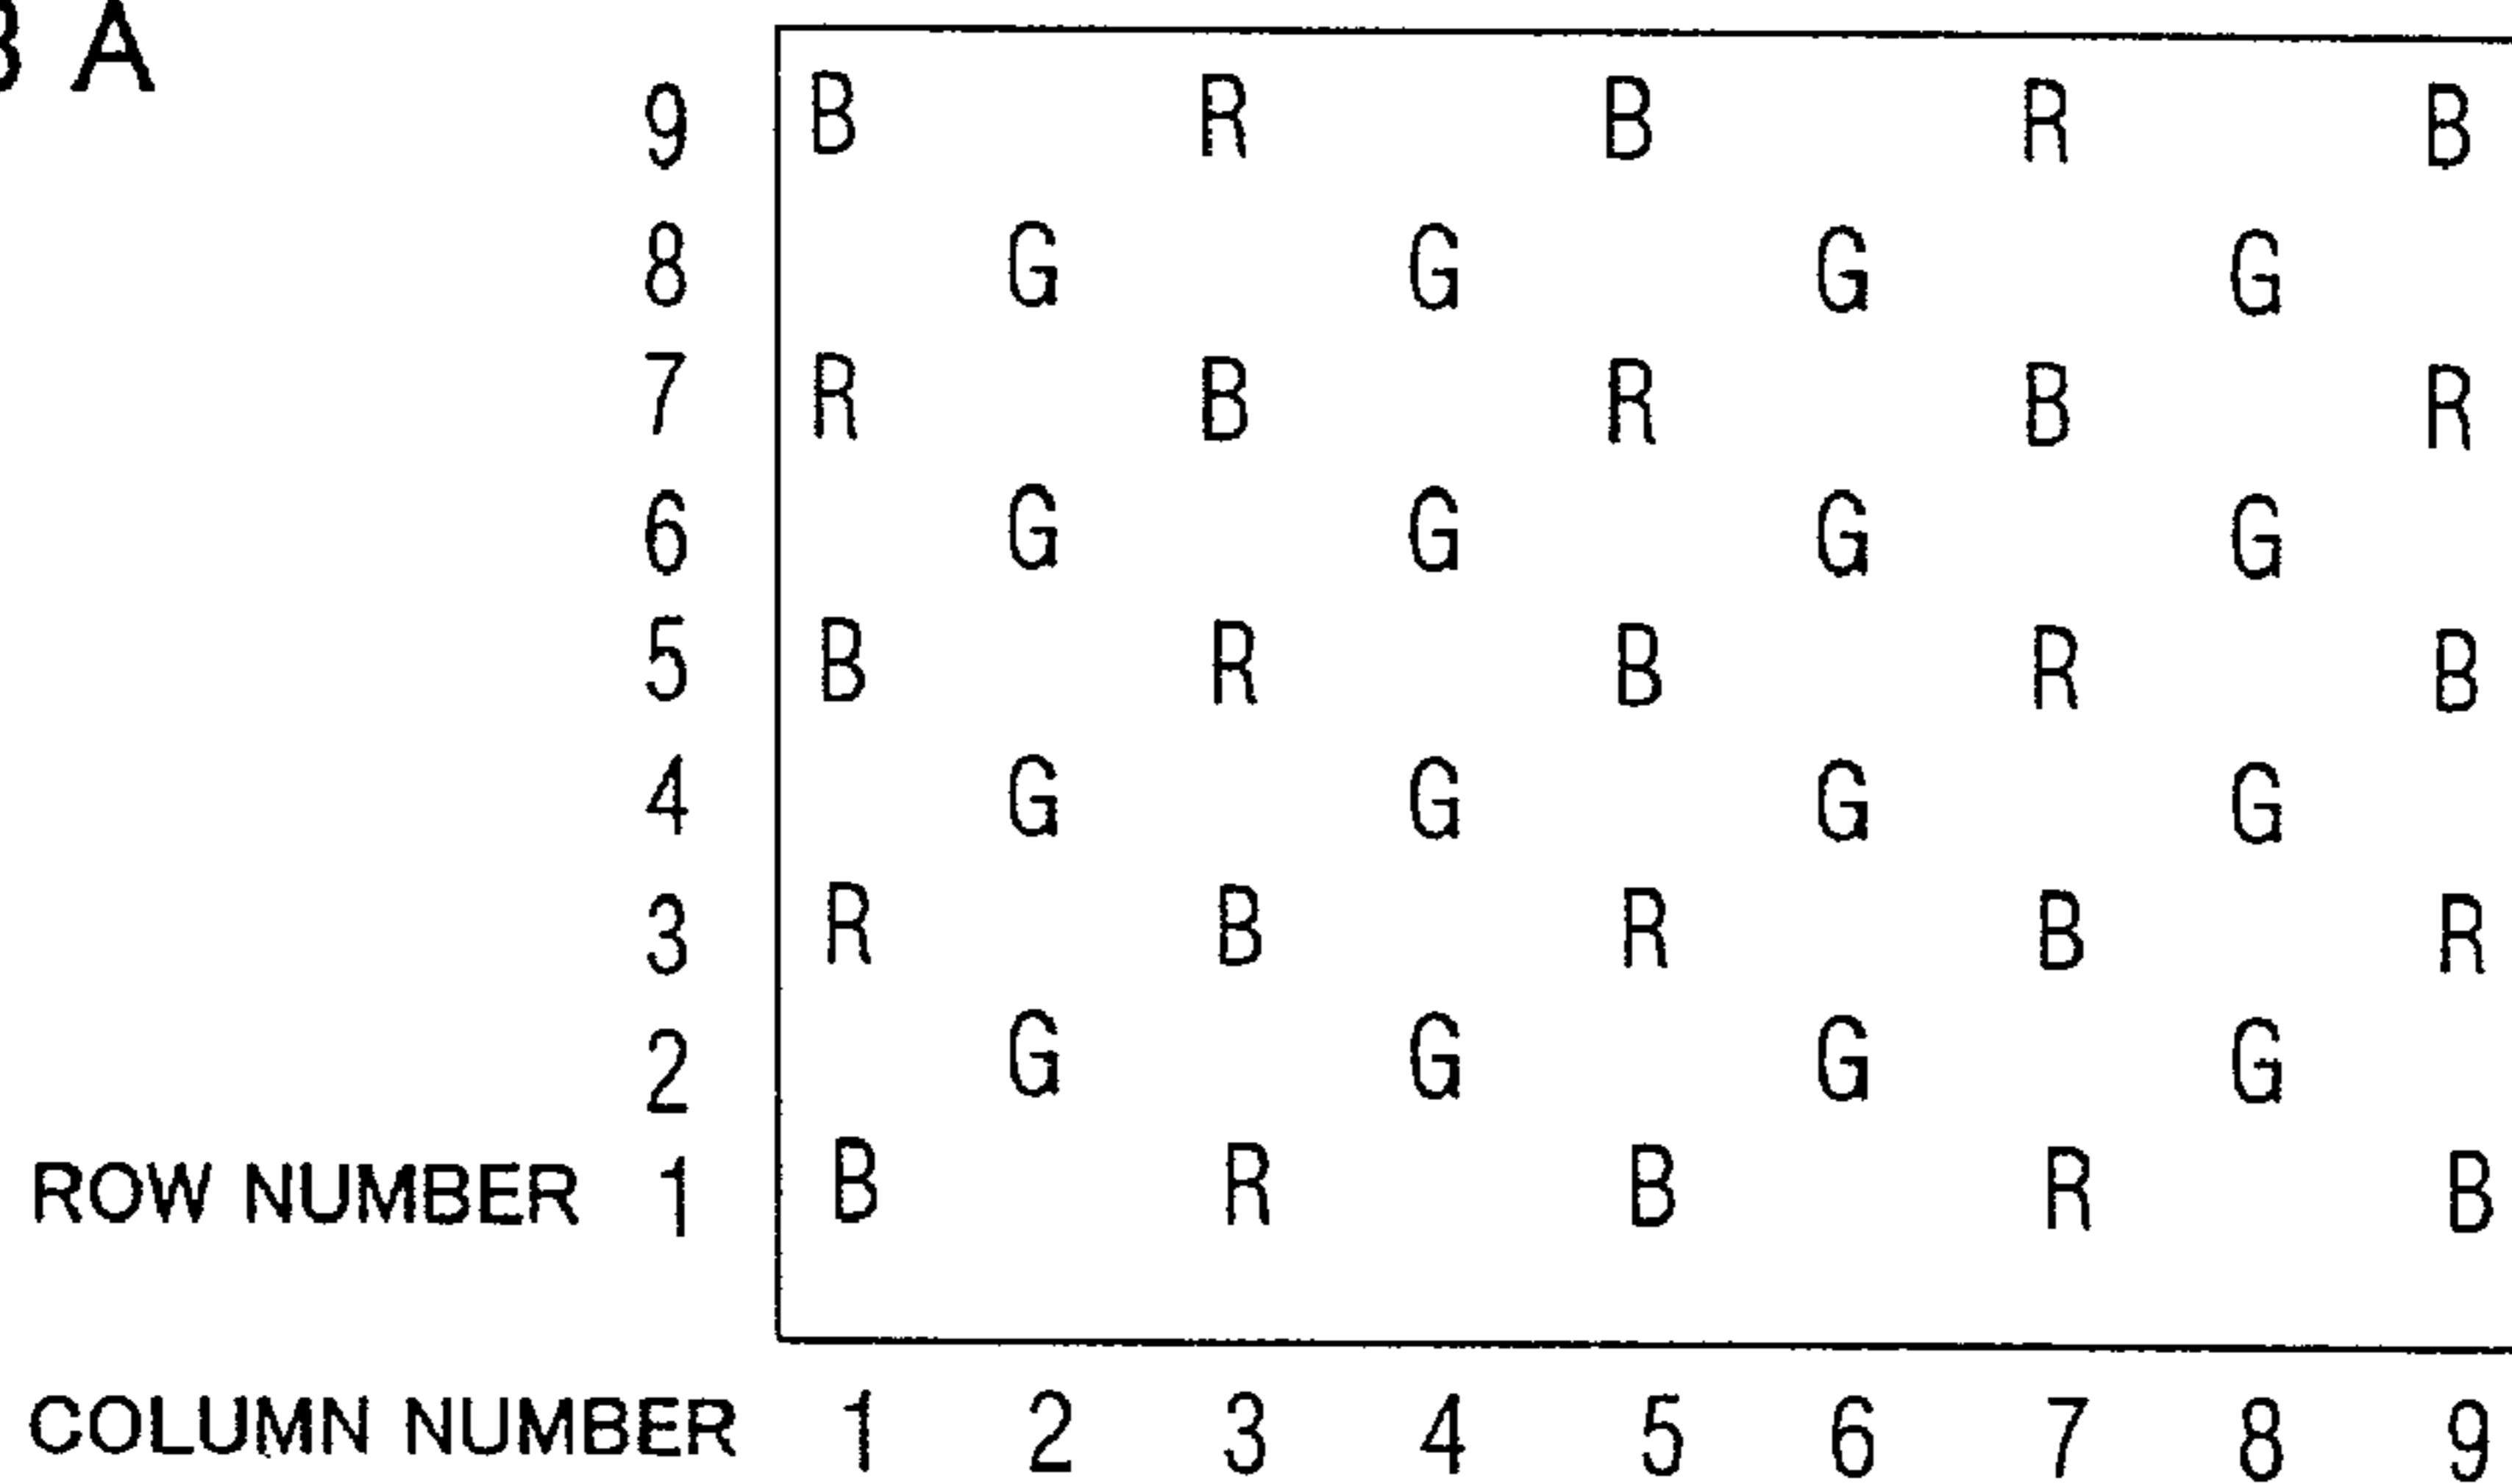 B A
9 B R B R B
8 G G G G
7 R B R B R
6 G G G G
5 B R B R B
4 G G G G
3 R B R B R
2 G G G G
ROW NUMBER 1 B R B R B
COLUMN NUMBER 1 2 3 4 5 6 7 8 9